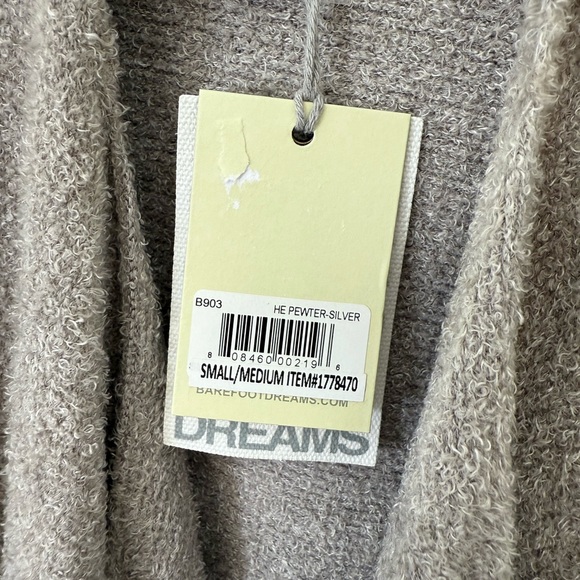 B903 HE PEWTER-SILVER
8 08460 00219 6
SMALL/MEDIUM ITEM#1778470
BAREFOOTDREAMS.COM
DREAMS